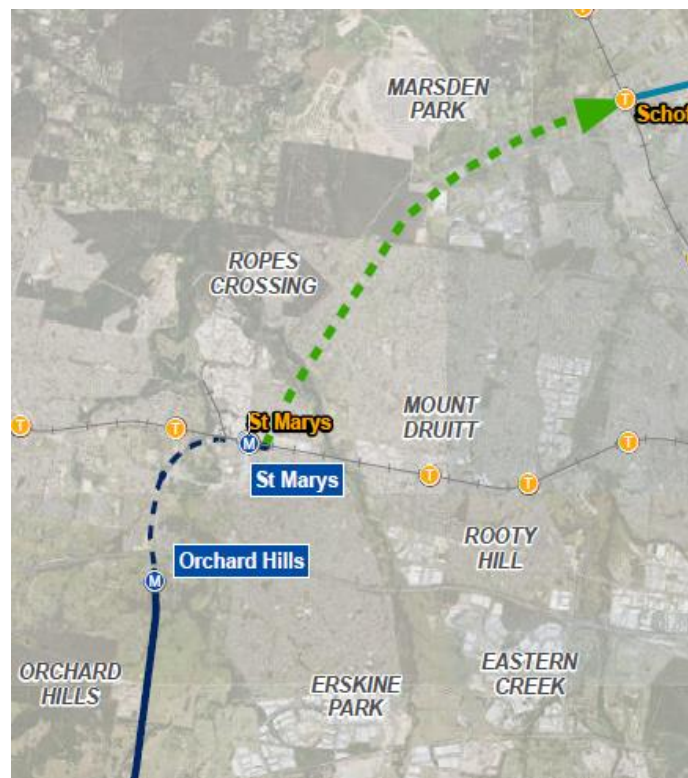 MARSDEN
PARK
T
T
Schof
ROPES
CROSSING
MOUNT
DRUITT
T
T
St Marys
M
T
T
T
St Marys
ROOTY
HILL
Orchard Hills
M
ORCHARD
HILLS
ERSKINE
PARK
EASTERN
CREEK